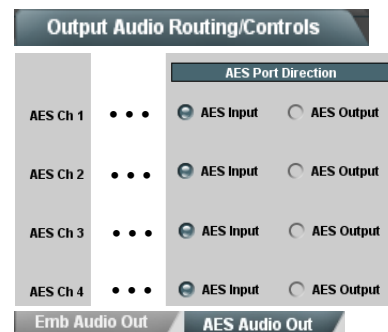 Output Audio Routing/Controls
AES Port Direction
AES Ch 1 • • • AES Input AES Output
AES Ch 2 • • • AES Input AES Output
AES Ch 3 • • • AES Input AES Output
AES Ch 4 • • • AES Input AES Output
Emb Audio Out AES Audio Out